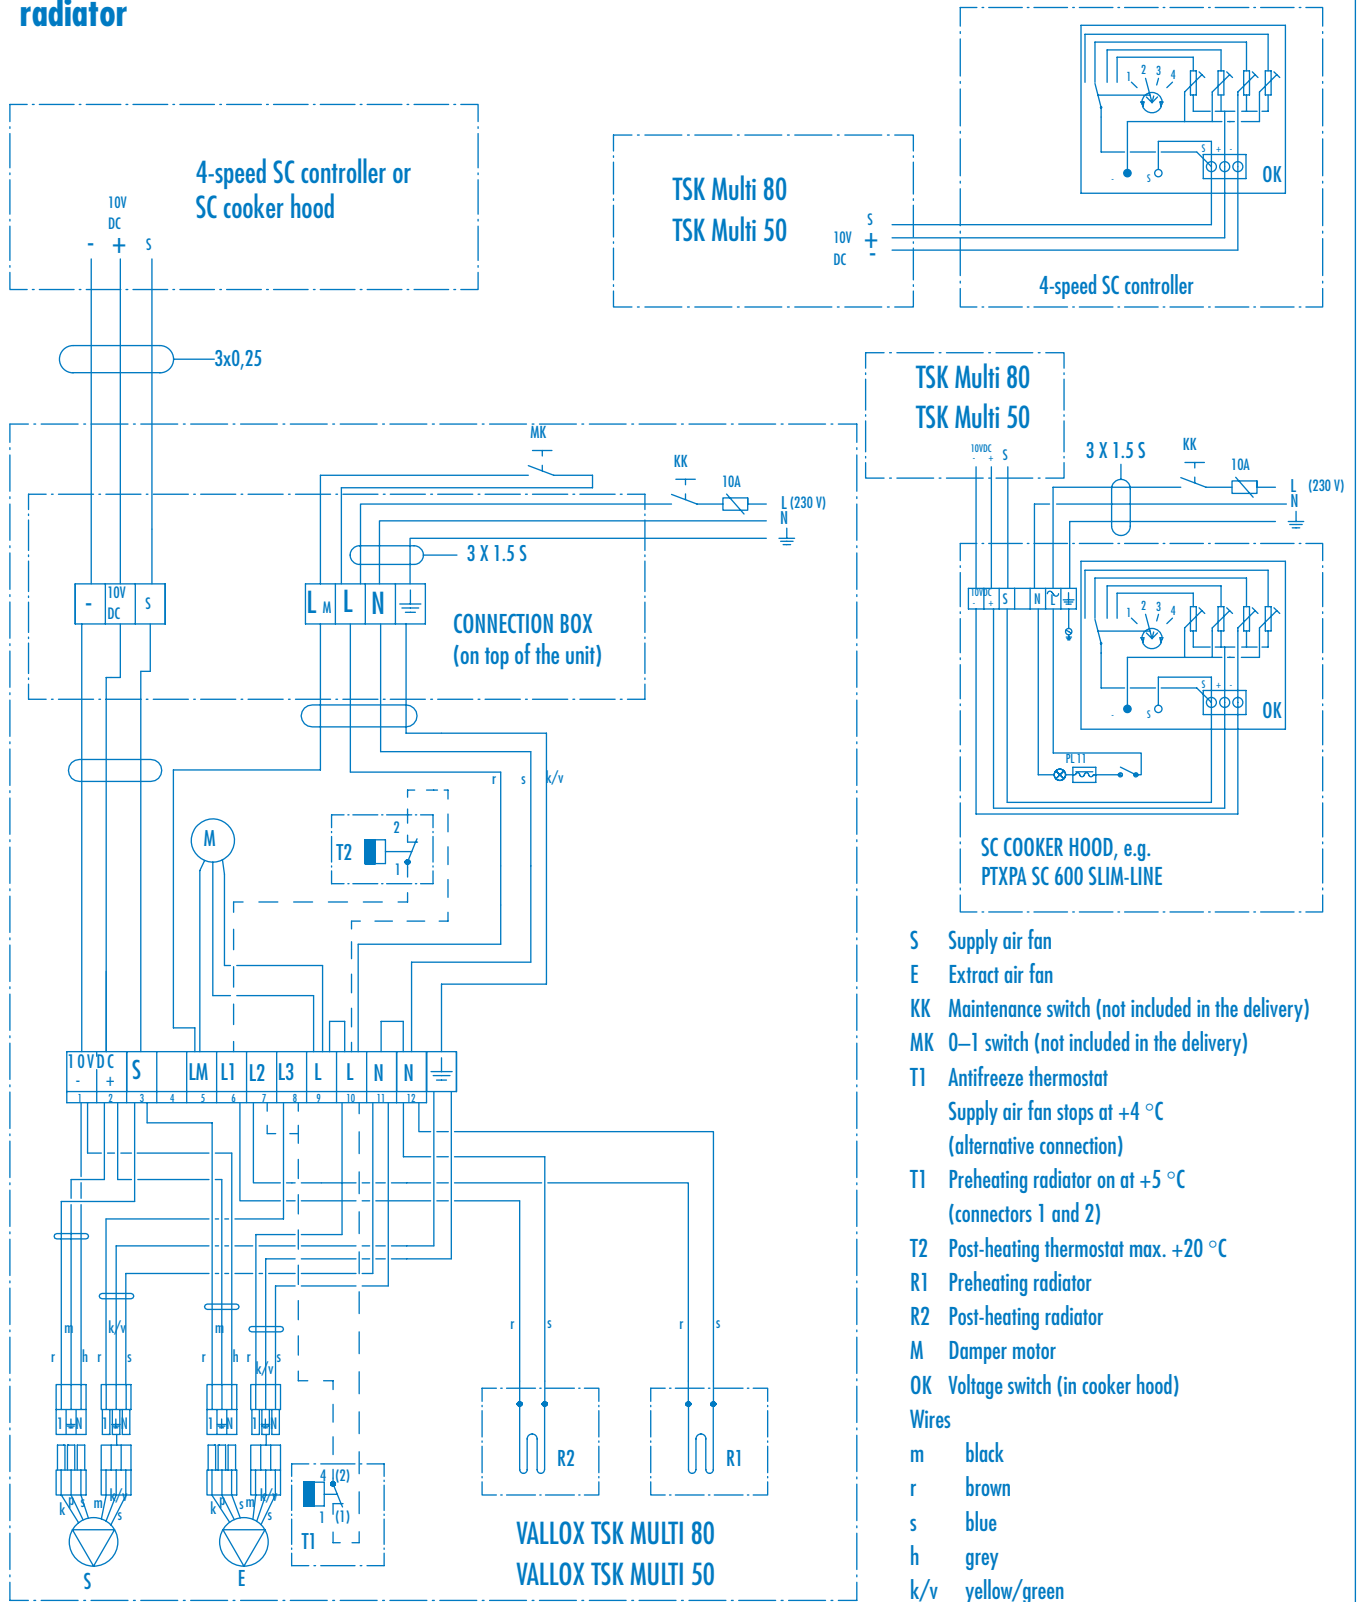 radiator
4-speed SC controller or
SC cooker hood
10V
DC
- + S
3x0,25
TSK Multi 80
TSK Multi 50
S
10V +
DC -
1 2 3 4
S + -
- S
OK
4-speed SC controller
TSK Multi 80
TSK Multi 50
10VDC
- + S
3 X 1.5 S
KK
10A
L (230 V)
N
10VDC
- + S N L
1 2 3 4
S + -
- S
OK
PL 11
SC COOKER HOOD, e.g.
PTXPA SC 600 SLIM-LINE
MK
KK
10A
L (230 V)
N
3 X 1.5 S
- 10V DC S
L M L N
CONNECTION BOX
(on top of the unit)
r s k/v
M
T2
2
1
10VDC
- + S LM L1 L2 L3 L L N N
1 2 3 4 5 6 7 8 9 10 11 12
m k/v m k/v
r h r s r h r s
1 N 1 N 1 N 1 N
k p s m k/v s
k p s m k/v s
S
E
4 (2)
1 (1)
T1
r s
R2
r s
R1
VALLOX TSK MULTI 80
VALLOX TSK MULTI 50
S Supply air fan
E Extract air fan
KK Maintenance switch (not included in the delivery)
MK 0–1 switch (not included in the delivery)
T1 Antifreeze thermostat
Supply air fan stops at +4 °C
(alternative connection)
T1 Preheating radiator on at +5 °C
(connectors 1 and 2)
T2 Post-heating thermostat max. +20 °C
R1 Preheating radiator
R2 Post-heating radiator
M Damper motor
OK Voltage switch (in cooker hood)
Wires
m black
r brown
s blue
h grey
k/v yellow/green